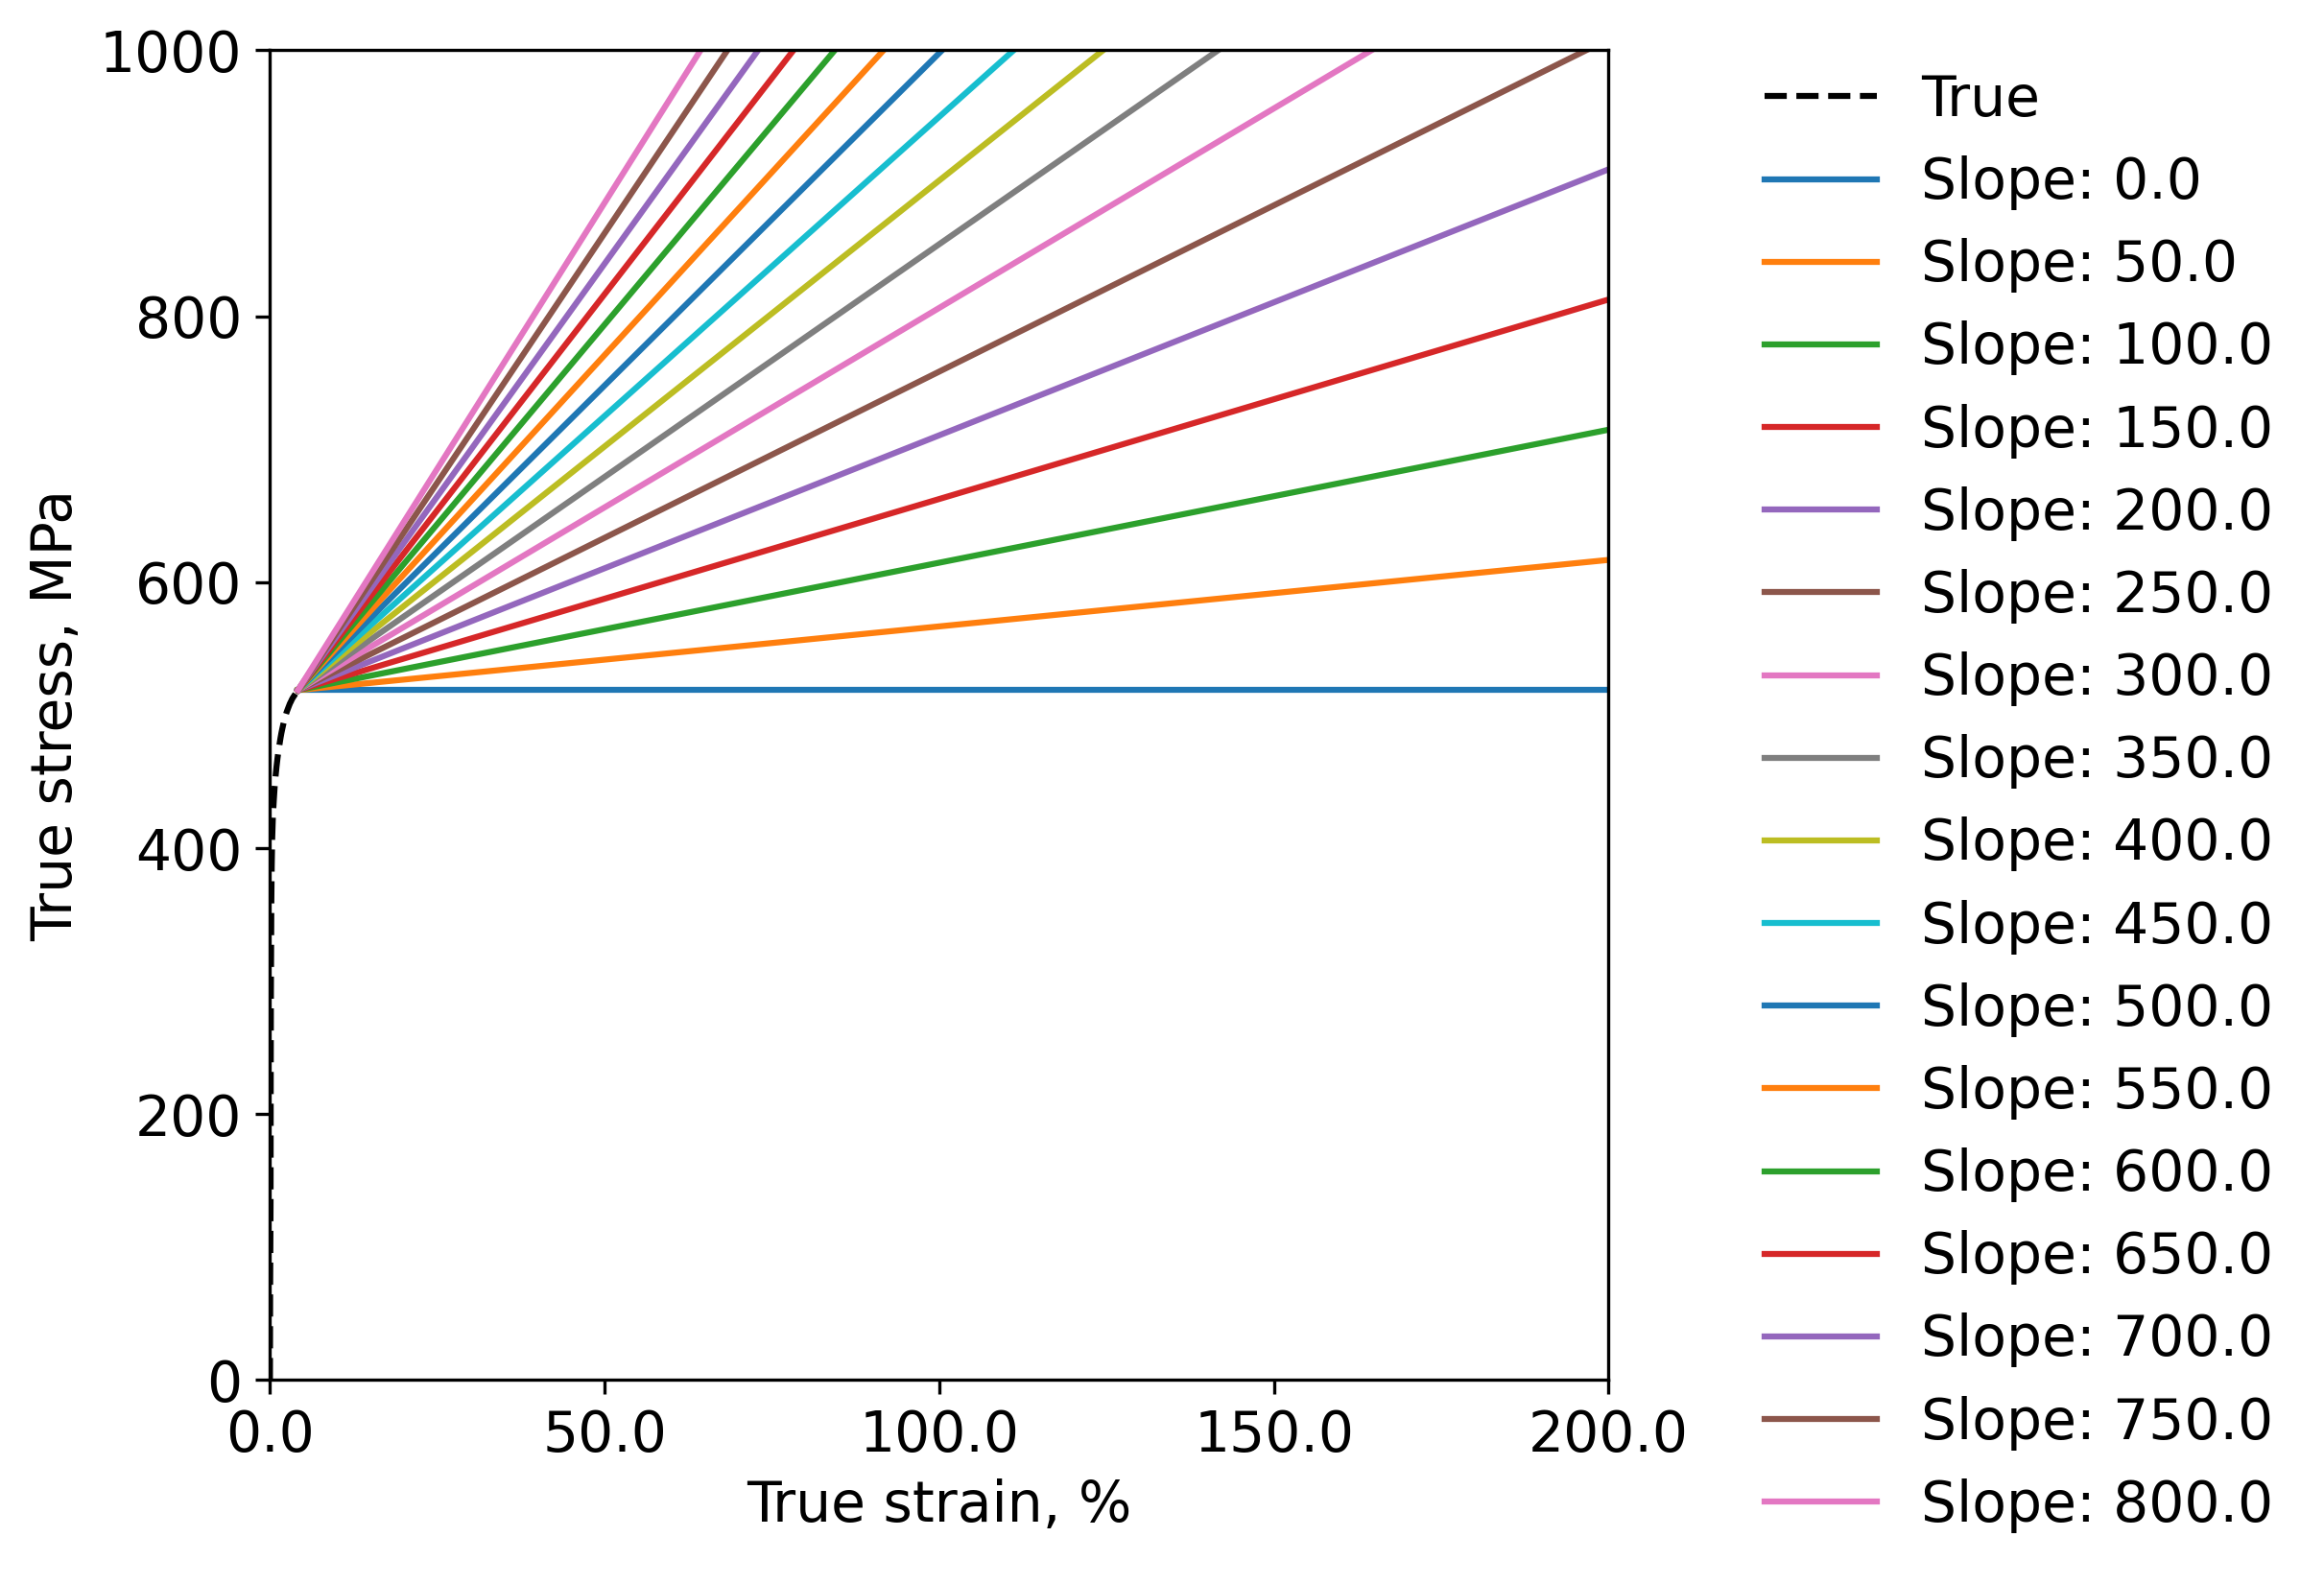 1000
800
600
400
200
0
True stress, MPa
0.0 50.0 100.0 150.0 200.0
True strain, %
True
Slope: 0.0
Slope: 50.0
Slope: 100.0
Slope: 150.0
Slope: 200.0
Slope: 250.0
Slope: 300.0
Slope: 350.0
Slope: 400.0
Slope: 450.0
Slope: 500.0
Slope: 550.0
Slope: 600.0
Slope: 650.0
Slope: 700.0
Slope: 750.0
Slope: 800.0